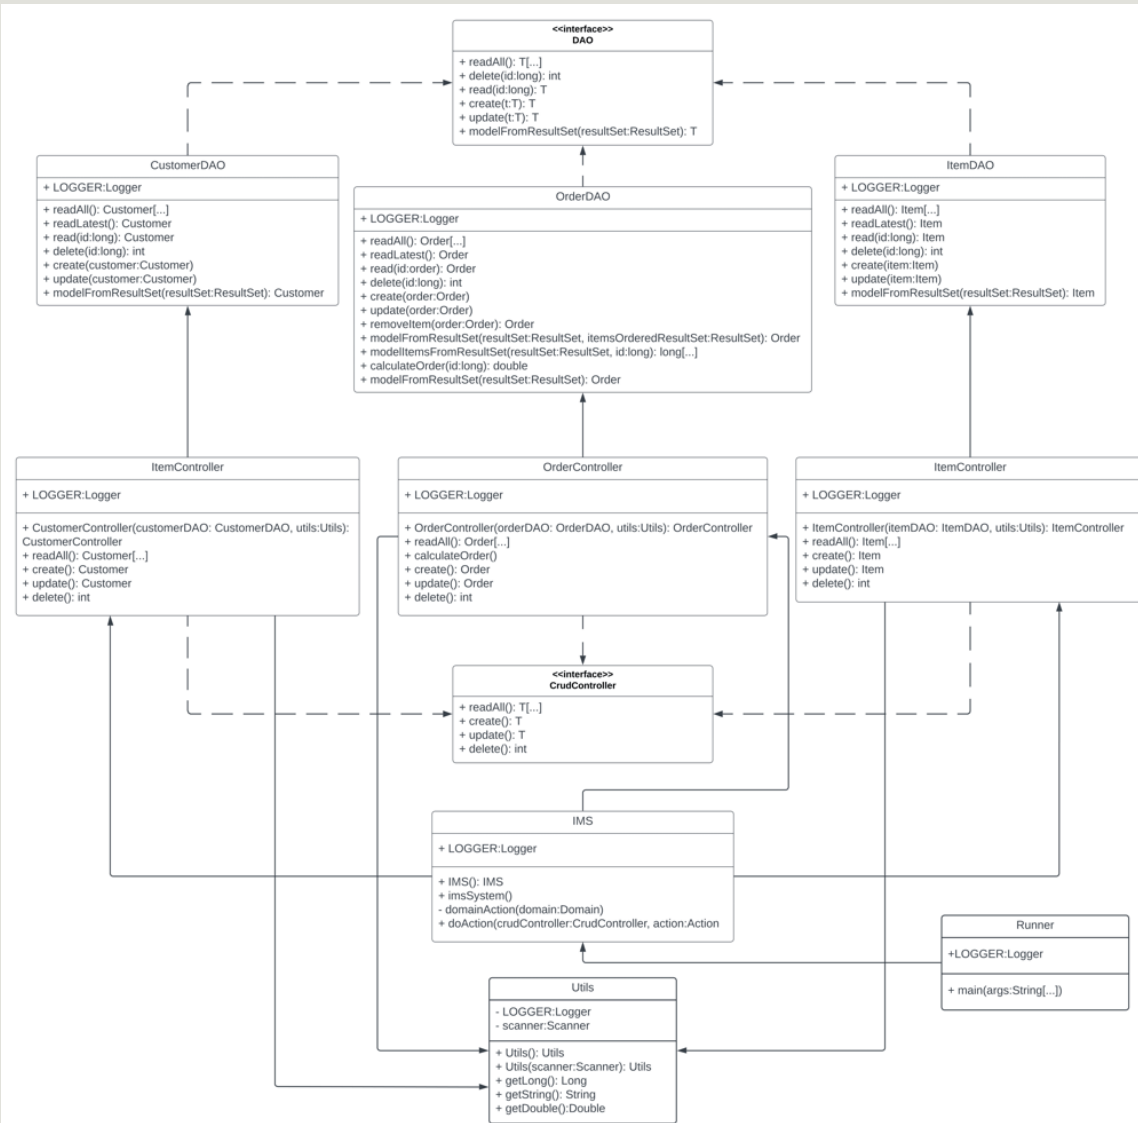 <<interface>>
DAO
+ readAll(): T[...]
+ delete(id:long): int
+ read(id:long): T
+ create(t:T): T
+ update(t:T): T
+ modelFromResultSet(resultSet:ResultSet): T
CustomerDAO
+ LOGGER:Logger
+ readAll(): Customer[...]
+ readLatest(): Customer
+ read(id:long): Customer
+ delete(id:long): int
+ create(customer:Customer)
+ update(customer:Customer)
+ modelFromResultSet(resultSet:ResultSet): Customer
OrderDAO
+ LOGGER:Logger
+ readAll(): Order[...]
+ readLatest(): Order
+ read(id:order): Order
+ delete(id:long): int
+ create(order:Order)
+ update(order:Order)
+ removeItem(order:Order): Order
+ modelFromResultSet(resultSet:ResultSet, itemsOrderedResultSet:ResultSet): Order
+ modelItemsFromResultSet(resultSet:ResultSet, id:long): long[...]
+ calculateOrder(id:long): double
+ modelFromResultSet(resultSet:ResultSet): Order
ItemDAO
+ LOGGER:Logger
+ readAll(): Item[...]
+ readLatest(): Item
+ read(id:long): Item
+ delete(id:long): int
+ create(item:Item)
+ update(item:Item)
+ modelFromResultSet(resultSet:ResultSet): Item
ItemController
+ LOGGER:Logger
+ CustomerController(customerDAO: CustomerDAO, utils:Utils):
CustomerController
+ readAll(): Customer[...]
+ create(): Customer
+ update(): Customer
+ delete(): int
OrderController
+ LOGGER:Logger
+ OrderController(orderDAO: OrderDAO, utils:Utils): OrderController
+ readAll(): Order[...]
+ calculateOrder()
+ create(): Order
+ update(): Order
+ delete(): int
ItemController
+ LOGGER:Logger
+ ItemController(itemDAO: ItemDAO, utils:Utils): ItemController
+ readAll(): Item[...]
+ create(): Item
+ update(): Item
+ delete(): int
<<interface>>
CrudController
+ readAll(): T[...]
+ create(): T
+ update(): T
+ delete(): int
IMS
+ LOGGER:Logger
+ IMS(): IMS
+ imsSystem()
- domainAction(domain:Domain)
+ doAction(crudController:CrudController, action:Action
Runner
+LOGGER:Logger
+ main(args:String[...])
Utils
- LOGGER:Logger
- scanner:Scanner
+ Utils(): Utils
+ Utils(scanner:Scanner): Utils
+ getLong(): Long
+ getString(): String
+ getDouble():Double